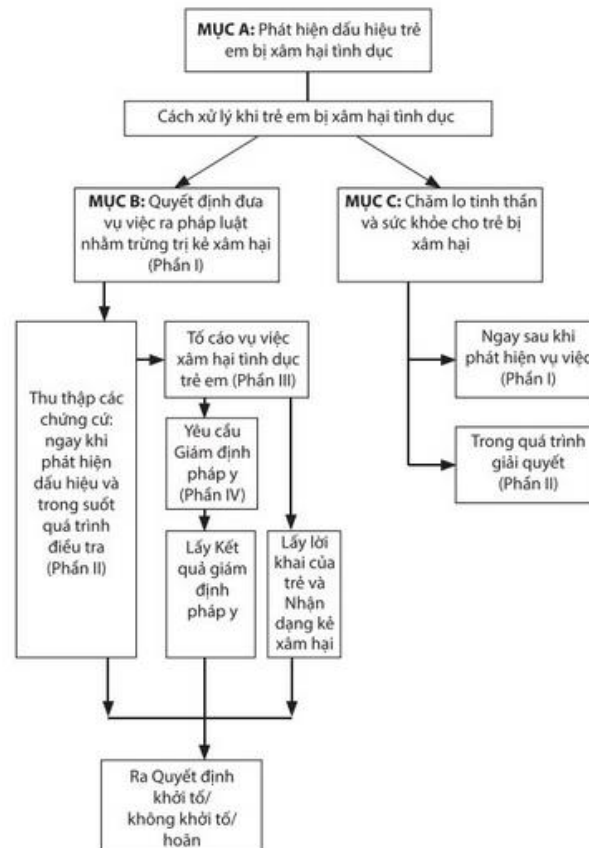 MỤC A: Phát hiện dấu hiệu trẻ
em bị xâm hại tình dục
Cách xử lý khi trẻ em bị xâm hại tình dục
MỤC B: Quyết định đưa
vụ việc ra pháp luật
nhằm trừng trị kẻ xâm hại
(Phần I)
MỤC C: Chăm lo tinh thần
và sức khỏe cho trẻ bị
xâm hại
Thu thập các
chứng cứ:
ngay khi
phát hiện
dấu hiệu và
trong suốt
quá trình
điều tra
(Phần II)
Tố cáo vụ việc
xâm hại tình dục
trẻ em (Phần III)
Yêu cầu
Giám định
pháp y
(Phần IV)
Lấy Kết
quả giám
định
pháp y
Lấy lời
khai của
trẻ và
Nhận
dạng kẻ
xâm hại
Ngay sau khi
phát hiện vụ việc
(Phần I)
Trong quá trình
giải quyết
(Phần II)
Ra Quyết định
khởi tố/
không khởi tố/
hoãn